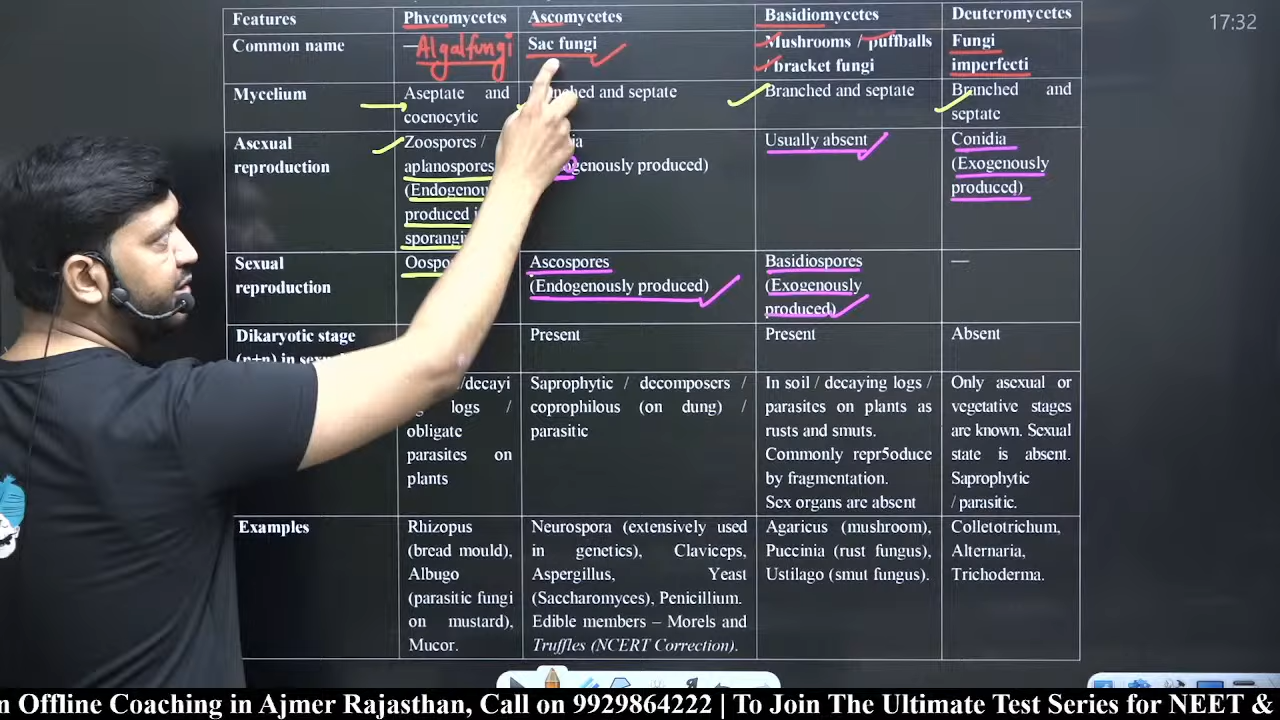 17:32
Features Phycomycetes Ascomycetes Basidiomycetes Deuteromycetes
Common name — Algalfungi Sac fungi Mushrooms / puffballs Fungi
/ bracket fungi imperfecti
Mycelium Aseptate and Branched and septate Branched and septate Branched and
coenocytic septate
Asexual Zoospores / Usually absent Conidia
reproduction aplanospores (Exogenously
(Endogenous produced)
produced
sporangi
Sexual Ascospores Basidiospores —
reproduction (Endogenously produced) (Exogenously
produced)
Dikaryotic stage Present Present Absent
(n+n) in
/decayi Saprophytic / decomposers / In soil / decaying logs / Only asexual or
logs / coprophilous (on dung) / parasites on plants as vegetative stages
obligate parasitic rusts and smuts. are known. Sexual
parasites on Commonly repr5oduce state is absent.
plants by fragmentation. Saprophytic
Sex organs are absent / parasitic.
Examples Rhizopus Neurospora (extensively used Agaricus (mushroom), Colletotrichum,
(bread mould), in genetics), Claviceps, Puccinia (rust fungus), Alternaria,
Albugo Aspergillus, Yeast Ustilago (smut fungus). Trichoderma.
(parasitic fungi (Saccharomyces), Penicillium.
on mustard), Edible members – Morels and
Mucor. Truffles (NCERT Correction).
n Offline Coaching in Ajmer Rajasthan, Call on 9929864222 | To Join The Ultimate Test Series for NEET &